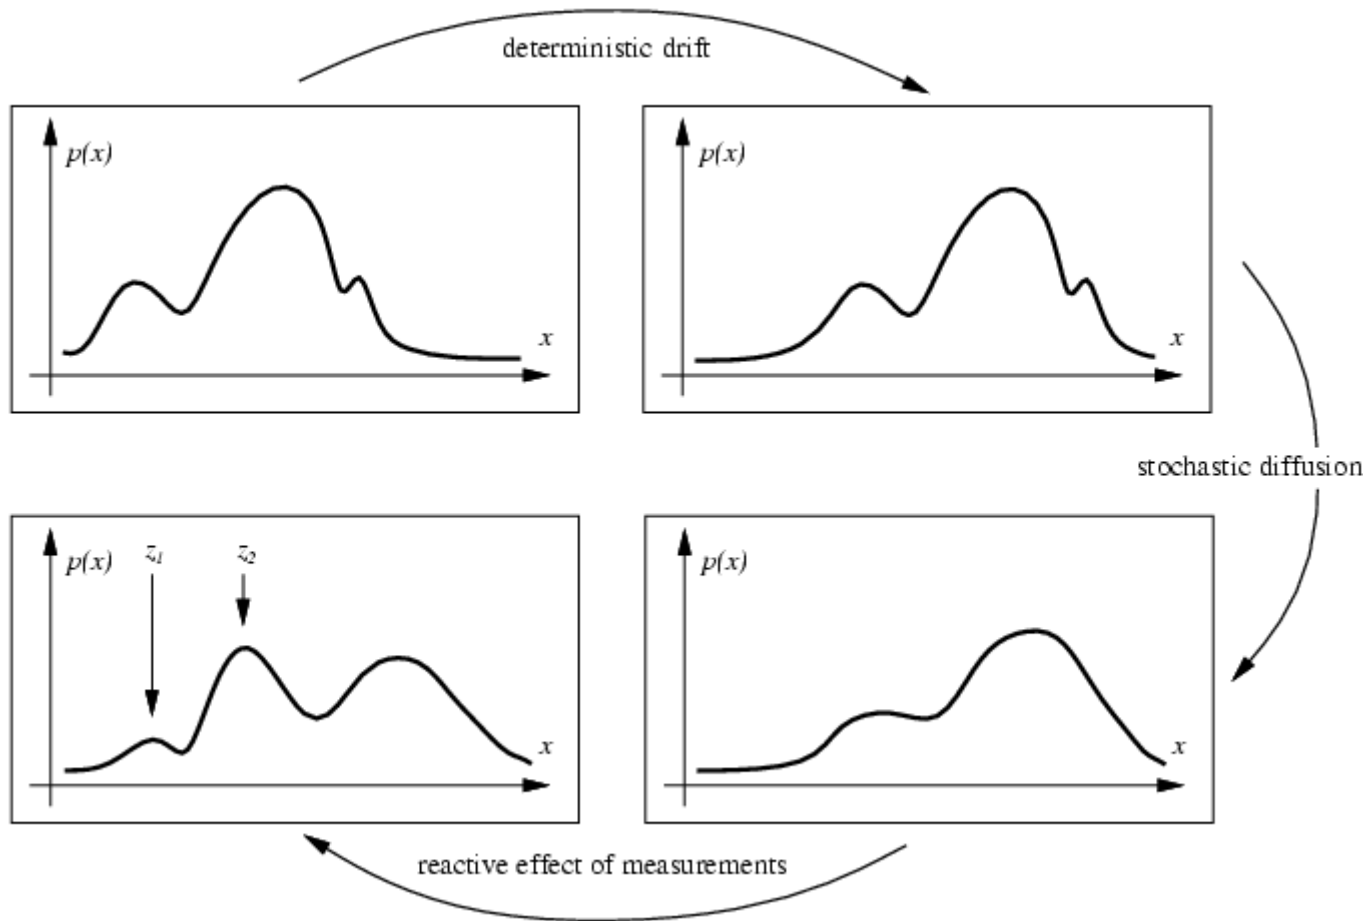 deterministic drift
p(x)
x
p(x)
x
stochastic diffusion
p(x)
z₁
z₂
x
p(x)
x
reactive effect of measurements